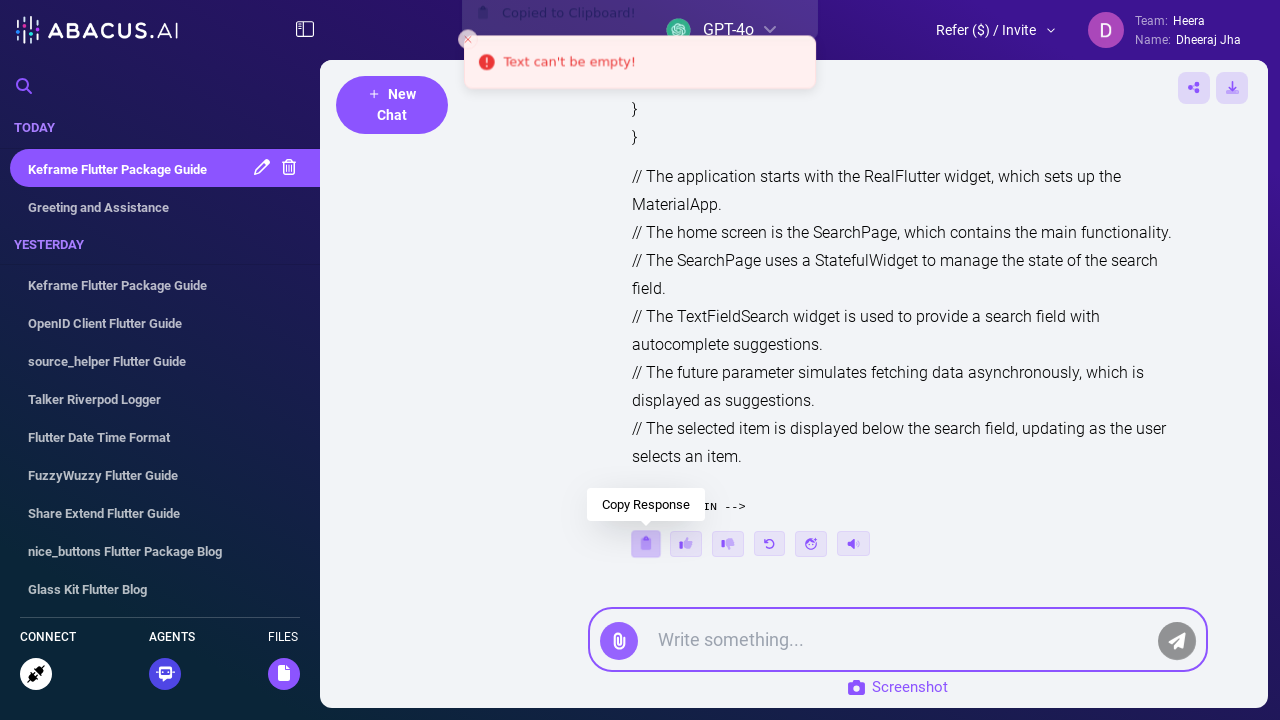 ABACUS.AI
TODAY
Keframe Flutter Package Guide
Greeting and Assistance
YESTERDAY
Keframe Flutter Package Guide
OpenID Client Flutter Guide
source_helper Flutter Guide
Talker Riverpod Logger
Flutter Date Time Format
FuzzyWuzzy Flutter Guide
Share Extend Flutter Guide
nice_buttons Flutter Package Blog
Glass Kit Flutter Blog
CONNECT
AGENTS
FILES
Copied to Clipboard!
GPT-4o
Text can't be empty!
Refer ($) / Invite
D
Team: Heera
Name: Dheeraj Jha
+ New
Chat
}
}
// The application starts with the RealFlutter widget, which sets up the
MaterialApp.
// The home screen is the SearchPage, which contains the main functionality.
// The SearchPage uses a StatefulWidget to manage the state of the search
field.
// The TextFieldSearch widget is used to provide a search field with
autocomplete suggestions.
// The future parameter simulates fetching data asynchronously, which is
displayed as suggestions.
// The selected item is displayed below the search field, updating as the user
selects an item.
Copy Response
IN -->
Write something...
Screenshot